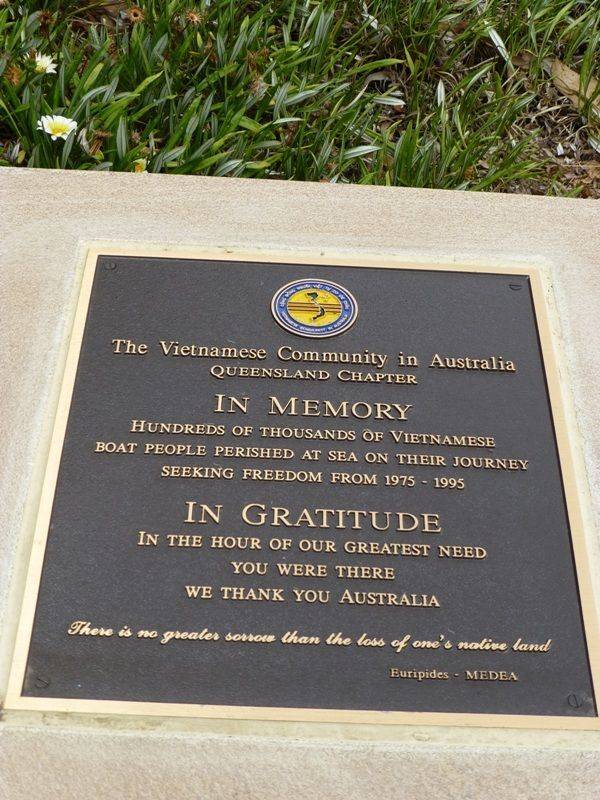 The Vietnamese Community in Australia
Queensland Chapter
In Memory
Hundreds of thousands of Vietnamese
boat people perished at sea on their journey
seeking freedom from 1975 - 1995
In Gratitude
In the hour of our greatest need
you were there
we thank you Australia
There is no greater sorrow than the loss of one's native land
Euripides - MEDEA